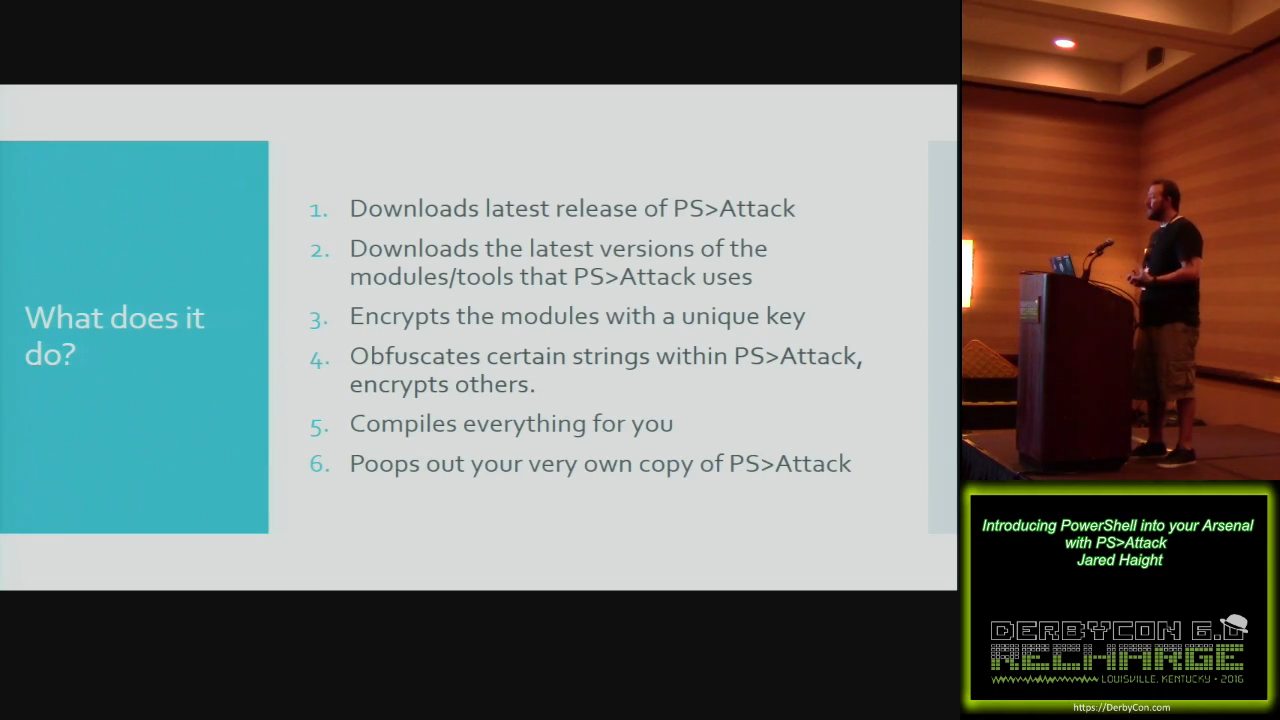 What does it
do?
1. Downloads latest release of PS>Attack
2. Downloads the latest versions of the
modules/tools that PS>Attack uses
3. Encrypts the modules with a unique key
4. Obfuscates certain strings within PS>Attack,
encrypts others.
5. Compiles everything for you
6. Poops out your very own copy of PS>Attack
Introducing PowerShell into your Arsenal
with PS>Attack
Jared Haight
DERBYCON 6.0
RECHARGE
LOUISVILLE, KENTUCKY • 2016
https://DerbyCon.com